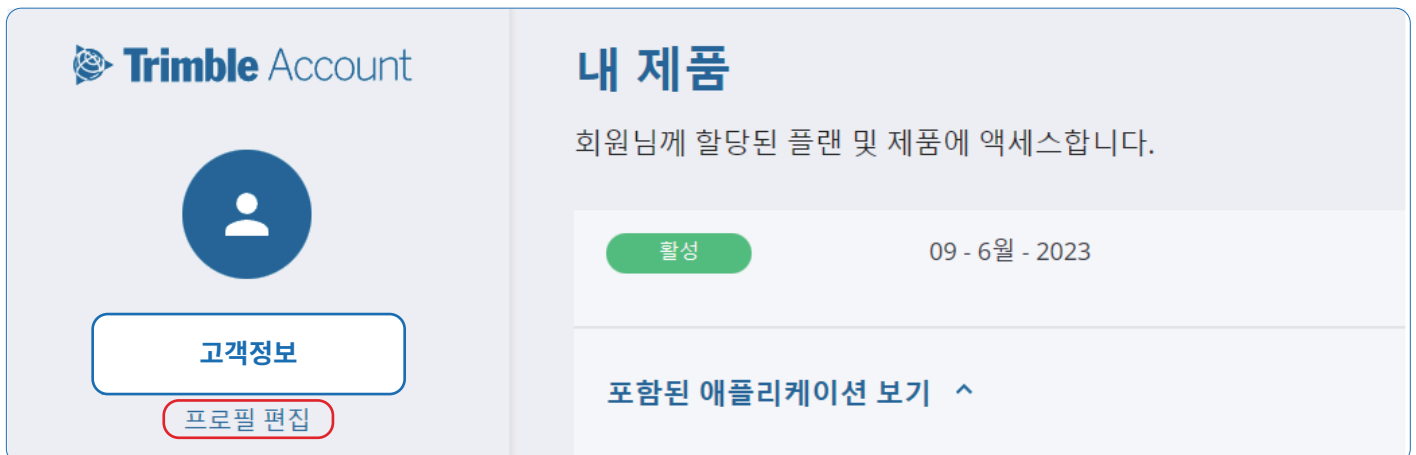 Trimble Account
고객정보
프로필 편집
내 제품
회원님께 할당된 플랜 및 제품에 액세스합니다.
활성
09 - 6월 - 2023
포함된 애플리케이션 보기